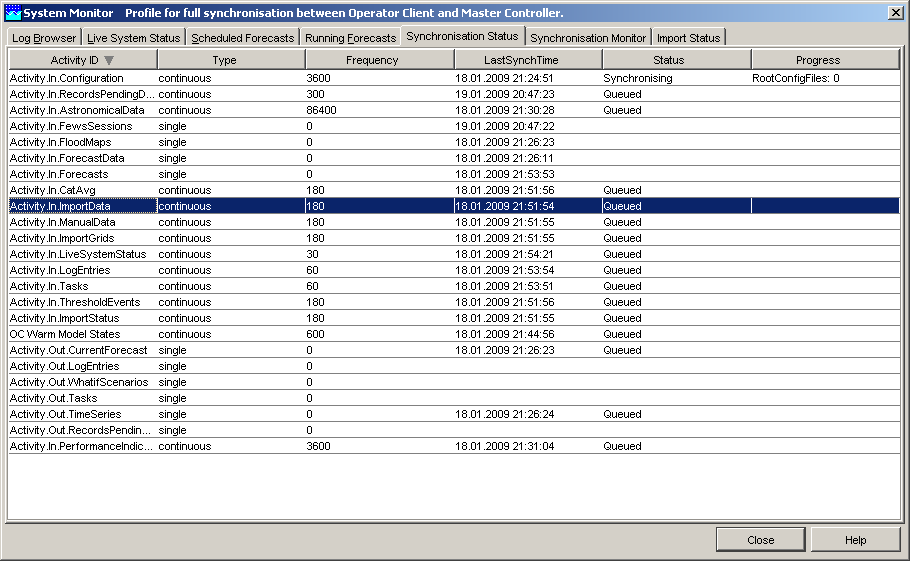 System Monitor Profile for full synchronisation between Operator Client and Master Controller.
Log Browser Live System Status Scheduled Forecasts Running Forecasts Synchronisation Status Synchronisation Monitor Import Status
Activity ID Type Frequency LastSynchTime Status Progress
Activity.In.Configuration continuous 3600 18.01.2009 21:24:51 Synchronising RootConfigFiles: 0
Activity.In.RecordsPendingD... continuous 300 19.01.2009 20:47:23 Queued
Activity.In.AstronomicalData continuous 86400 18.01.2009 21:30:28 Queued
Activity.In.FewsSessions single 0 19.01.2009 20:47:22
Activity.In.FloodMaps single 0 18.01.2009 21:26:23
Activity.In.ForecastData single 0 18.01.2009 21:26:11
Activity.In.Forecasts single 0 18.01.2009 21:53:53
Activity.In.CatAvg continuous 180 18.01.2009 21:51:56 Queued
Activity.In.ImportData continuous 180 18.01.2009 21:51:54 Queued
Activity.In.ManualData continuous 180 18.01.2009 21:51:55 Queued
Activity.In.ImportGrids continuous 180 18.01.2009 21:51:55 Queued
Activity.In.LiveSystemStatus continuous 30 18.01.2009 21:54:21 Queued
Activity.In.LogEntries continuous 60 18.01.2009 21:53:54 Queued
Activity.In.Tasks continuous 60 18.01.2009 21:53:51 Queued
Activity.In.ThresholdEvents continuous 180 18.01.2009 21:51:56 Queued
Activity.In.ImportStatus continuous 180 18.01.2009 21:51:55 Queued
OC Warm Model States continuous 600 18.01.2009 21:44:56 Queued
Activity.Out.CurrentForecast single 0 18.01.2009 21:26:23 Queued
Activity.Out.LogEntries single 0
Activity.Out.WhatifScenarios single 0
Activity.Out.Tasks single 0
Activity.Out.TimeSeries single 0 18.01.2009 21:26:24 Queued
Activity.Out.RecordsPendin... single 0
Activity.In.PerformanceIndic... continuous 3600 18.01.2009 21:31:04 Queued
Close Help